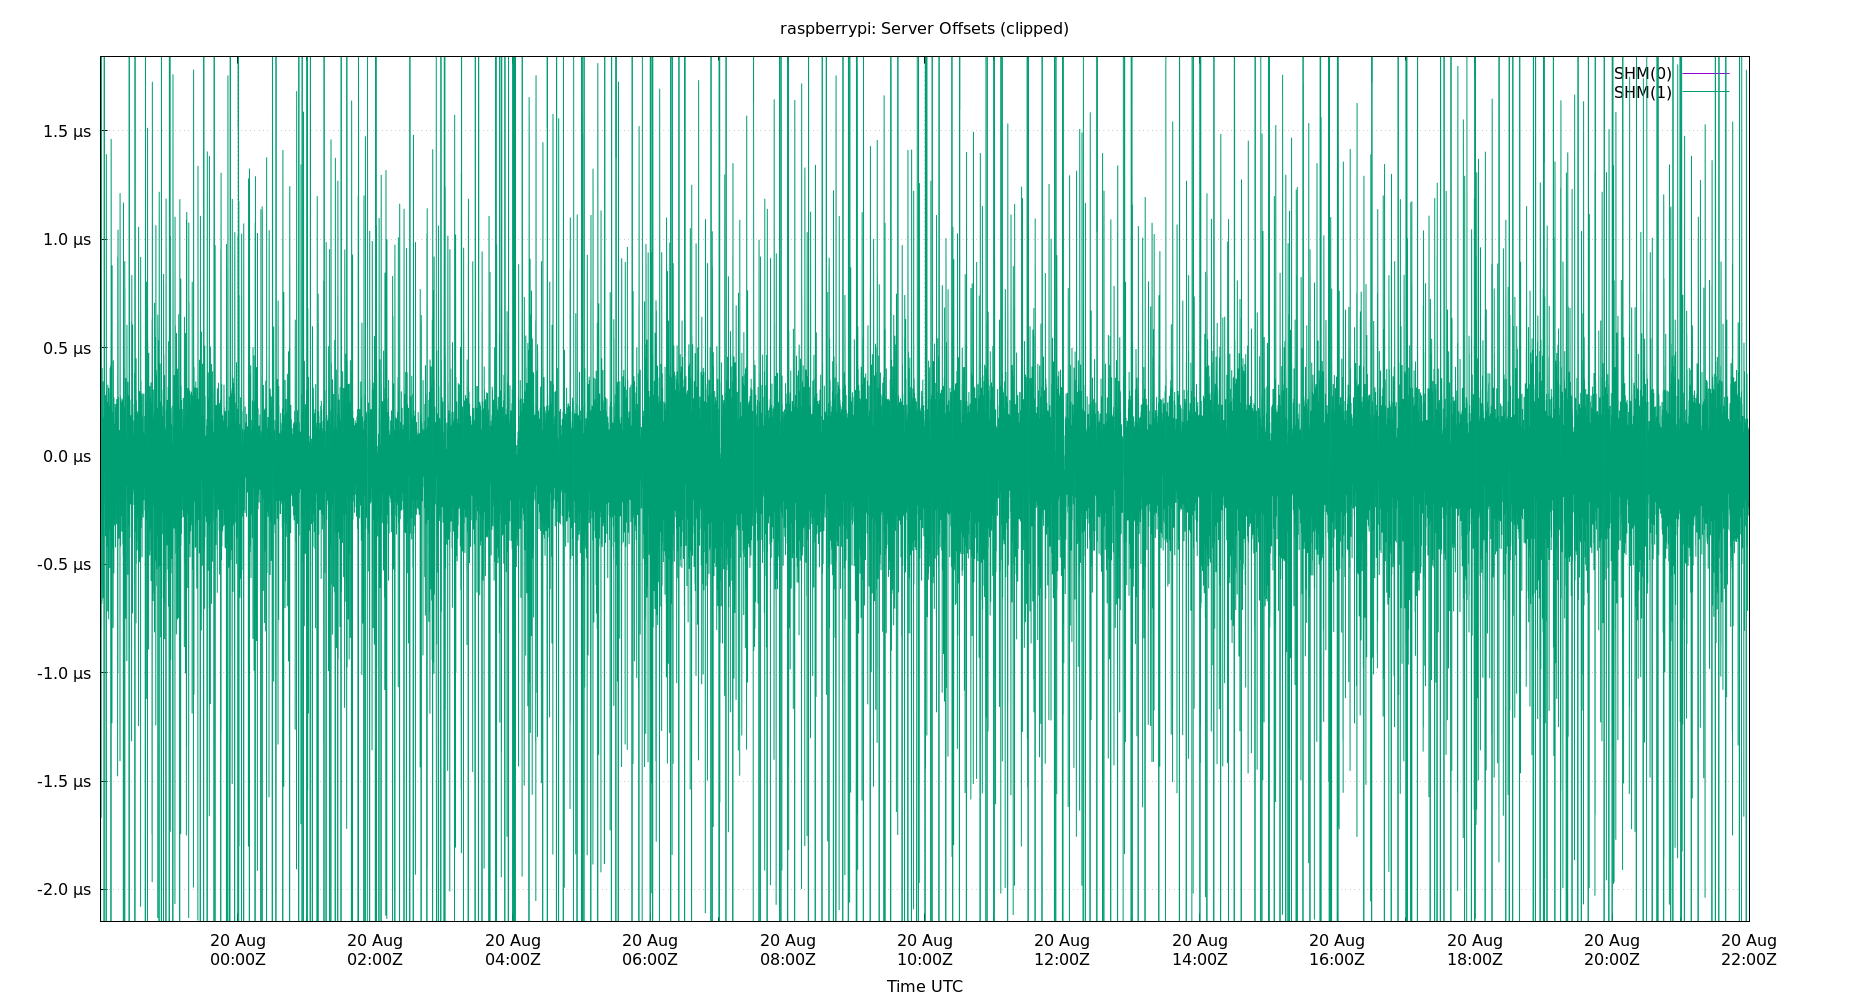 raspberrypi: Server Offsets (clipped)
SHM(0)
SHM(1)
1.5 µs
1.0 µs
0.5 µs
0.0 µs
-0.5 µs
-1.0 µs
-1.5 µs
-2.0 µs
20 Aug 20 Aug 20 Aug 20 Aug 20 Aug 20 Aug 20 Aug 20 Aug 20 Aug 20 Aug 20 Aug 20 Aug
00:00Z 02:00Z 04:00Z 06:00Z 08:00Z 10:00Z 12:00Z 14:00Z 16:00Z 18:00Z 20:00Z 22:00Z
Time UTC